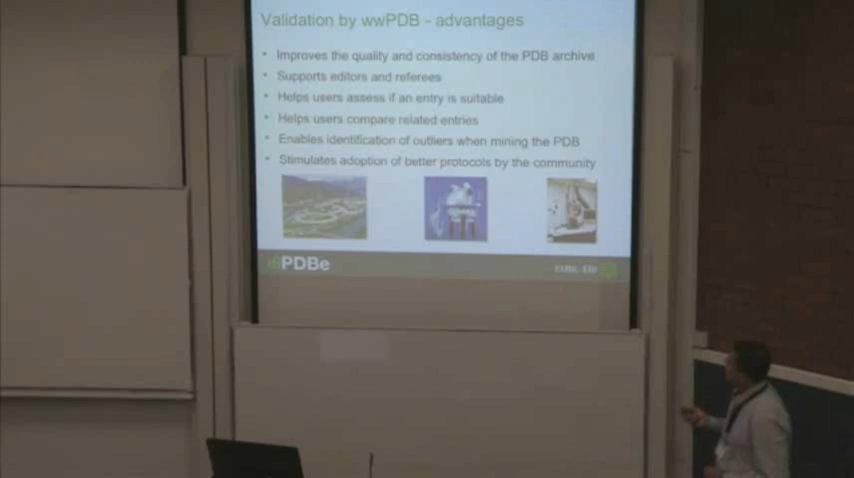 Validation by wwPDB - advantages
• Improves the quality and consistency of the PDB archive
• Supports editors and referees
• Helps users assess if an entry is suitable
• Helps users compare related entries
• Enables identification of outliers when mining the PDB
• Stimulates adoption of better protocols by the community
PDBe
EMBL-EBI